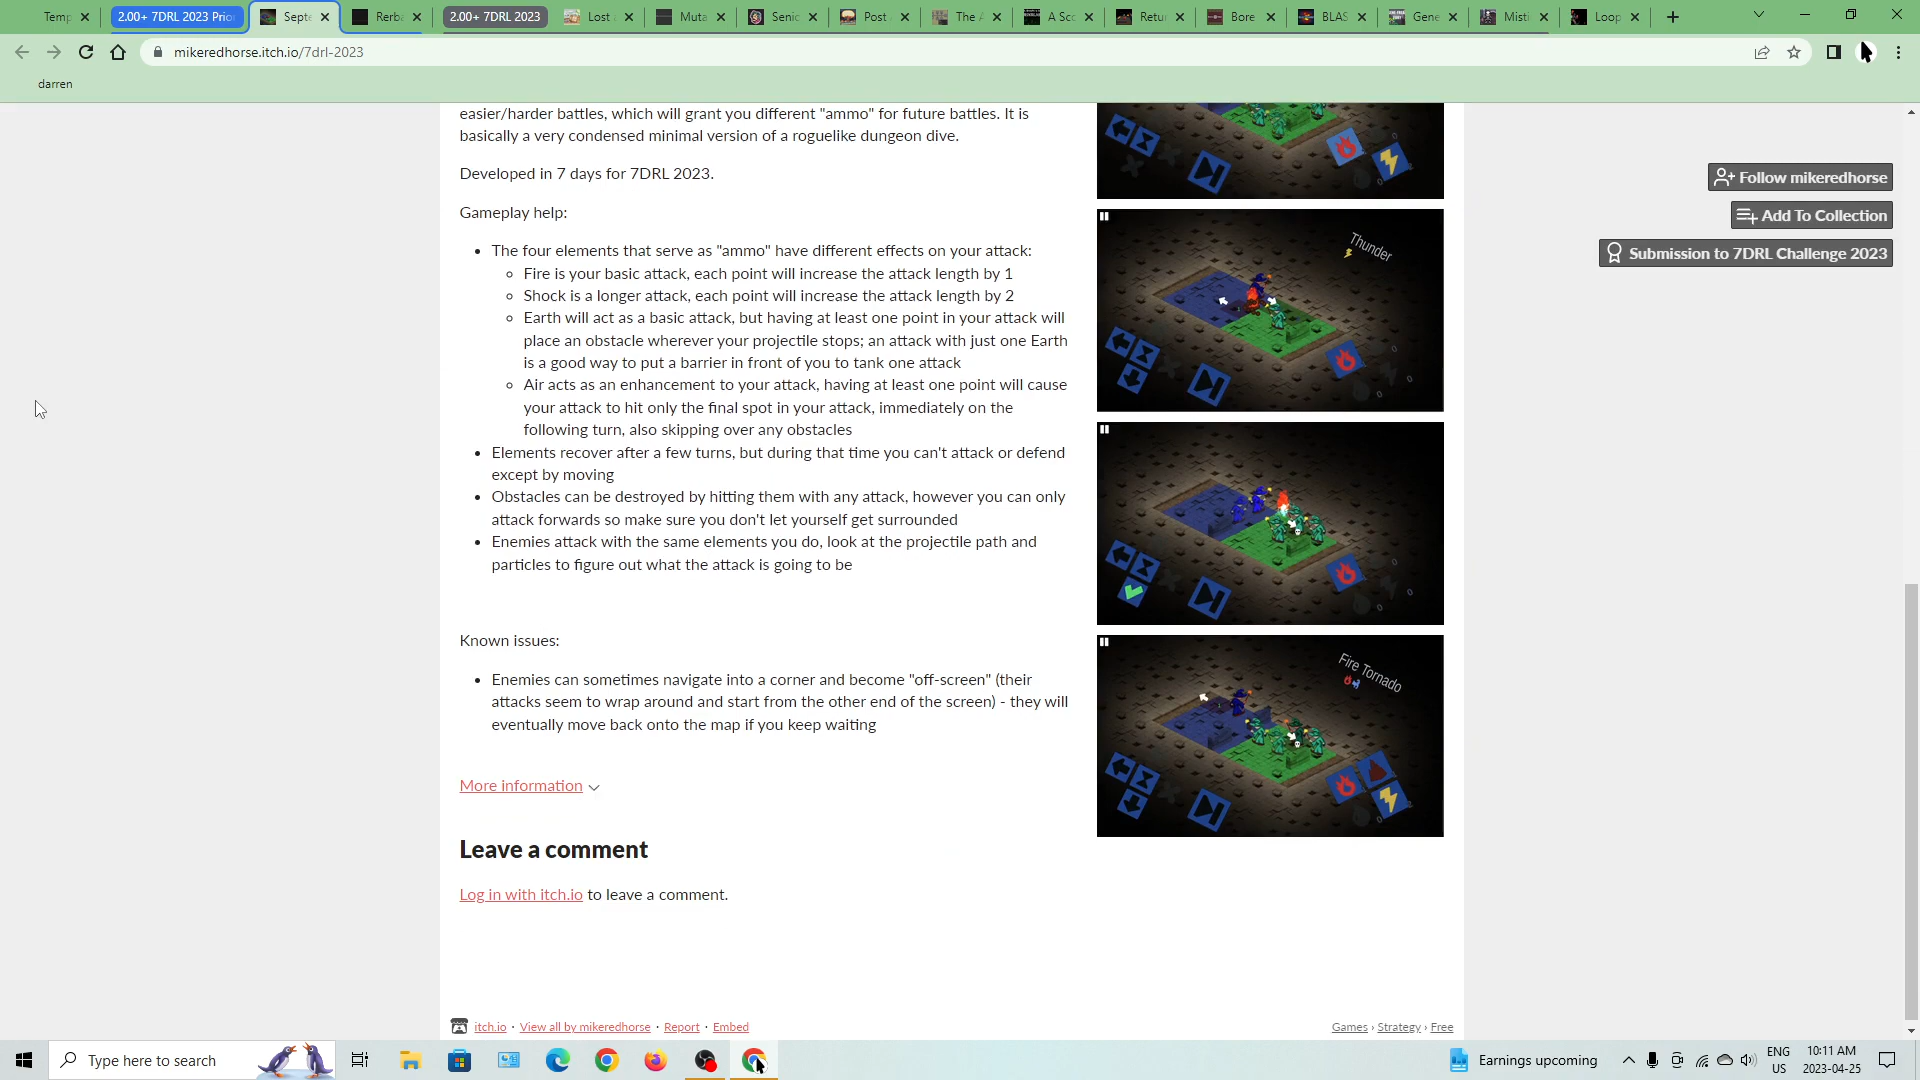 Temp
2.00+ 7DRL 2023 Prior
Septe
Rerba
2.00+ 7DRL 2023
Lost
Muta
Senio
Post
The A
A Sco
Retu
Bore
BLAS
Gene
Misti
Loop
mikeredhorse.itch.io/7drl-2023
darren
easier/harder battles, which will grant you different "ammo" for future battles. It is
basically a very condensed minimal version of a roguelike dungeon dive.
Developed in 7 days for 7DRL 2023.
Gameplay help:
The four elements that serve as "ammo" have different effects on your attack:
Fire is your basic attack, each point will increase the attack length by 1
Shock is a longer attack, each point will increase the attack length by 2
Earth will act as a basic attack, but having at least one point in your attack will
place an obstacle wherever your projectile stops; an attack with just one Earth
is a good way to put a barrier in front of you to tank one attack
Air acts as an enhancement to your attack, having at least one point will cause
your attack to hit only the final spot in your attack, immediately on the
following turn, also skipping over any obstacles
Elements recover after a few turns, but during that time you can't attack or defend
except by moving
Obstacles can be destroyed by hitting them with any attack, however you can only
attack forwards so make sure you don't let yourself get surrounded
Enemies attack with the same elements you do, look at the projectile path and
particles to figure out what the attack is going to be
Known issues:
Enemies can sometimes navigate into a corner and become "off-screen" (their
attacks seem to wrap around and start from the other end of the screen) - they will
eventually move back onto the map if you keep waiting
More information
Leave a comment
Log in with itch.io to leave a comment.
Thunder
Fire Tornado
Follow mikeredhorse
Add To Collection
Submission to 7DRL Challenge 2023
itch.io · View all by mikeredhorse · Report · Embed
Games › Strategy › Free
Type here to search
Earnings upcoming
ENG
US
10:11 AM
2023-04-25